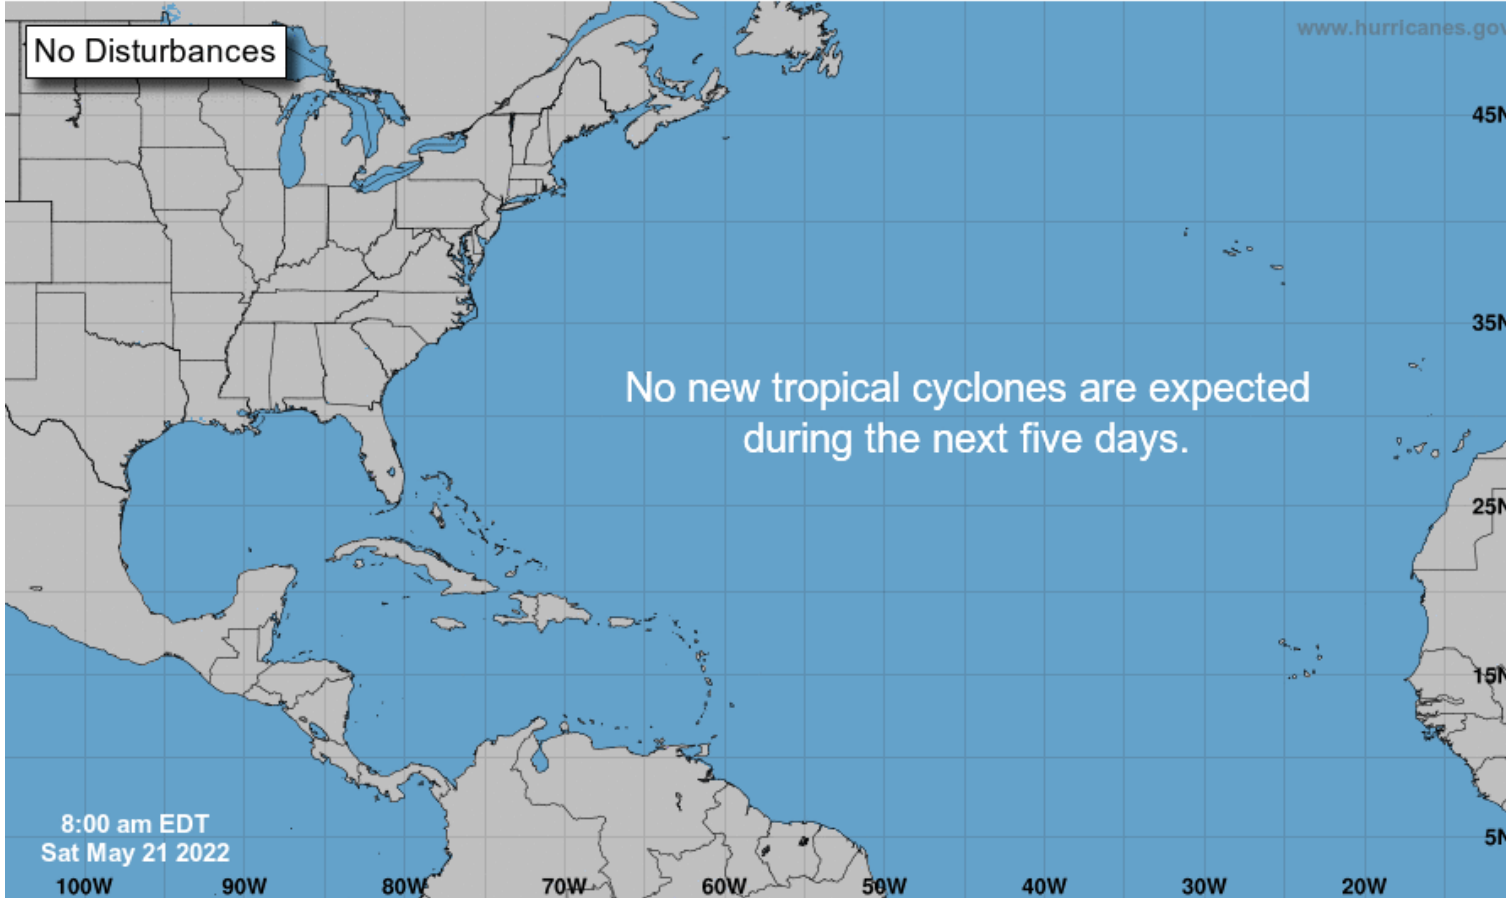 No Disturbances
www.hurricanes.gov
45N
35N
No new tropical cyclones are expected
during the next five days.
25N
15N
8:00 am EDT
Sat May 21 2022
5N
100W 90W 80W 70W 60W 50W 40W 30W 20W